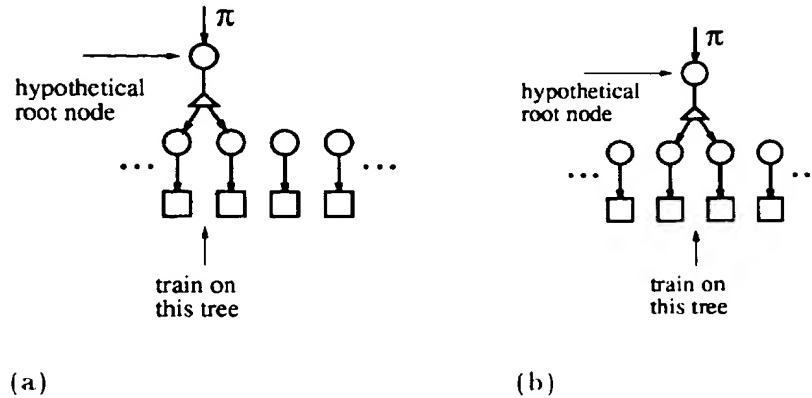 π
hypothetical
root node
...
...
train on
this tree
(a)
π
hypothetical
root node
...
...
train on
this tree
(b)